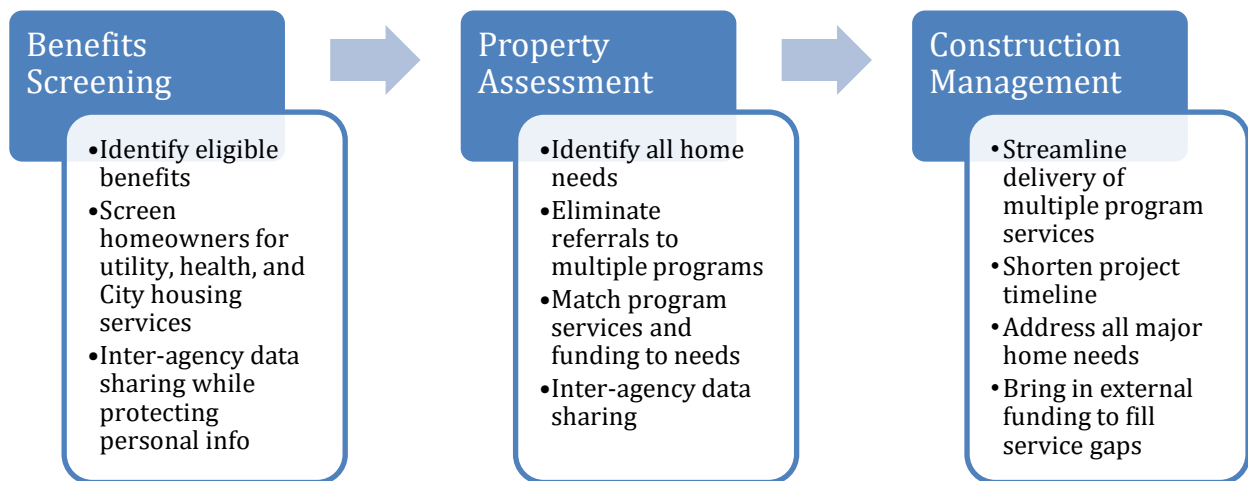 Benefits
Screening
•Identify eligible
benefits
•Screen
homeowners for
utility, health, and
City housing
services
•Inter-agency data
sharing while
protecting
personal info
Property
Assessment
•Identify all home
needs
•Eliminate
referrals to
multiple programs
•Match program
services and
funding to needs
•Inter-agency data
sharing
Construction
Management
•Streamline
delivery of
multiple program
services
•Shorten project
timeline
•Address all major
home needs
•Bring in external
funding to fill
service gaps